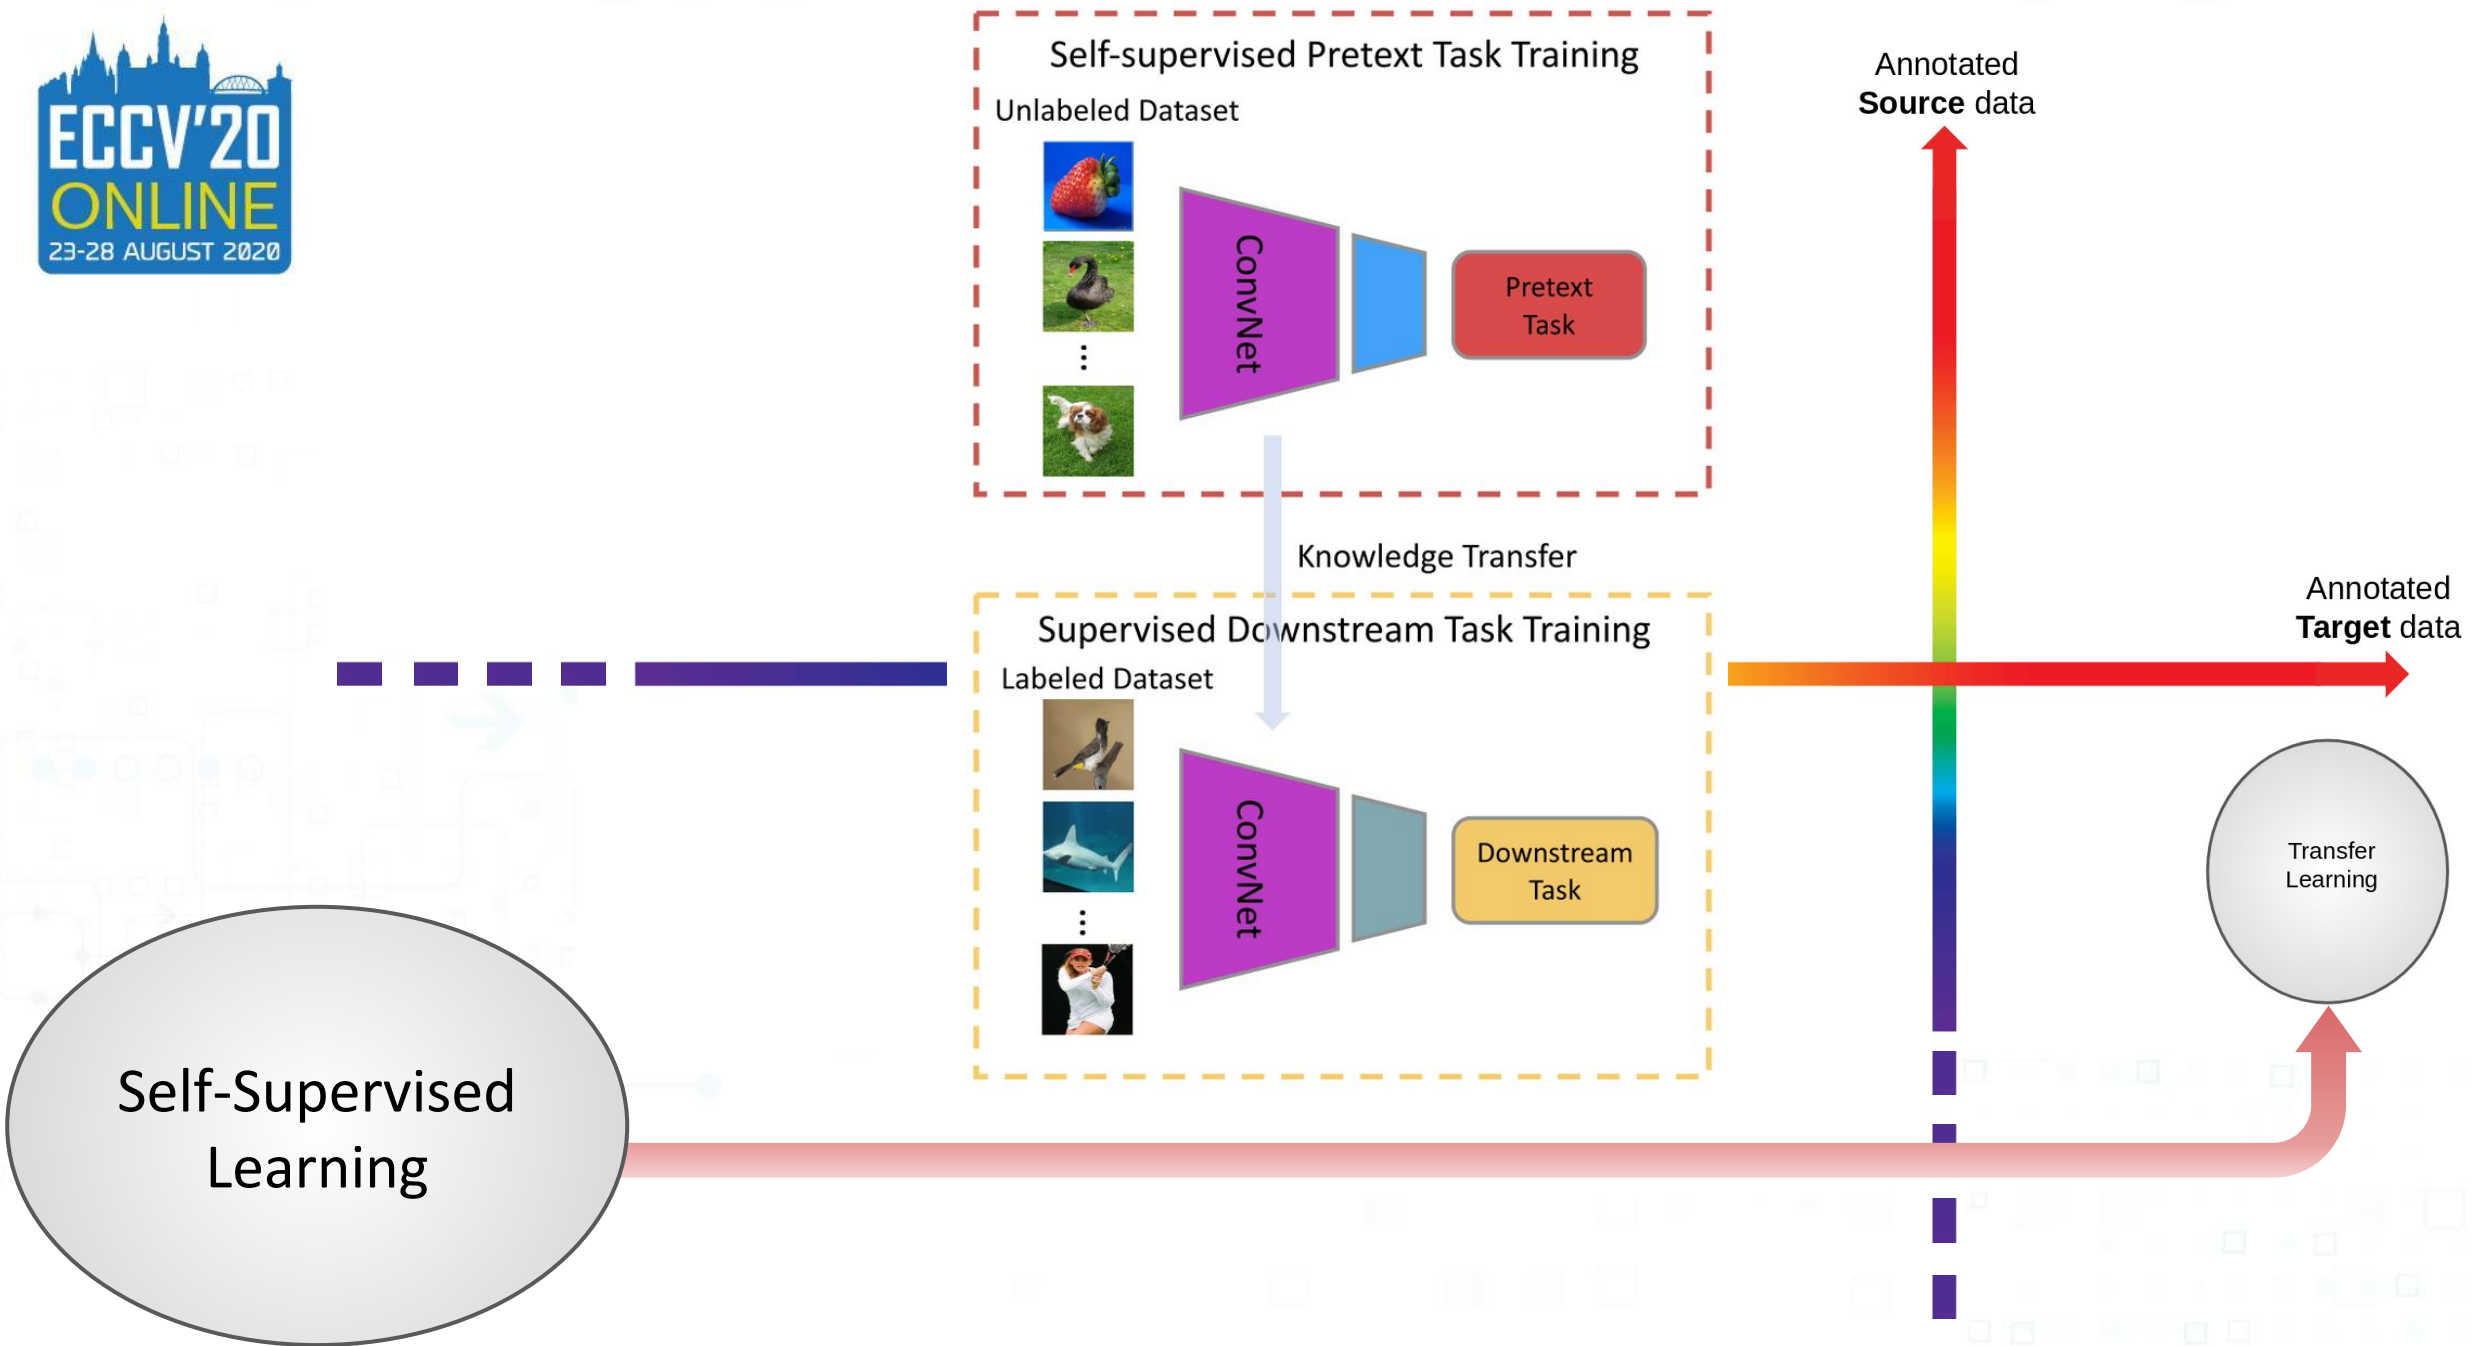 ECCV'20
ONLINE
23-28 AUGUST 2020
Self-supervised Pretext Task Training
Unlabeled Dataset
ConvNet
Pretext
Task
Knowledge Transfer
Supervised Downstream Task Training
Labeled Dataset
ConvNet
Downstream
Task
Annotated
Source data
Annotated
Target data
Transfer
Learning
Self-Supervised
Learning